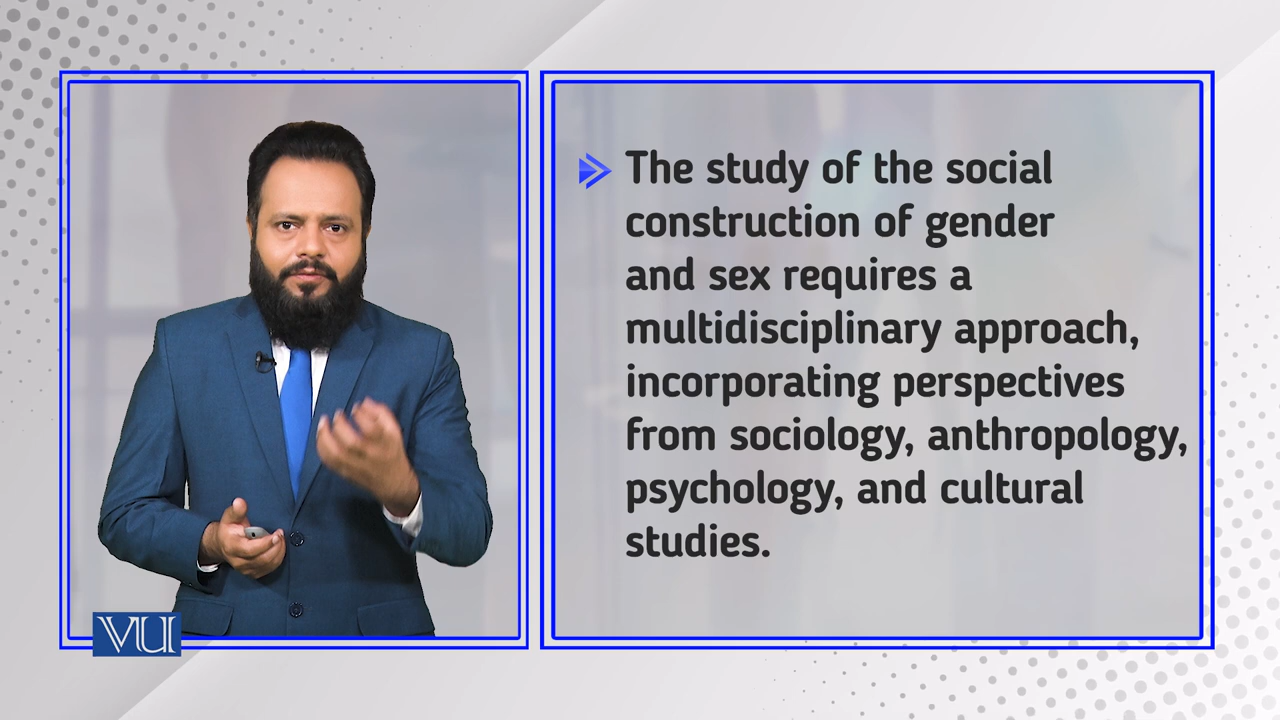 The study of the social
construction of gender
and sex requires a
multidisciplinary approach,
incorporating perspectives
from sociology, anthropology,
psychology, and cultural
studies.
VU